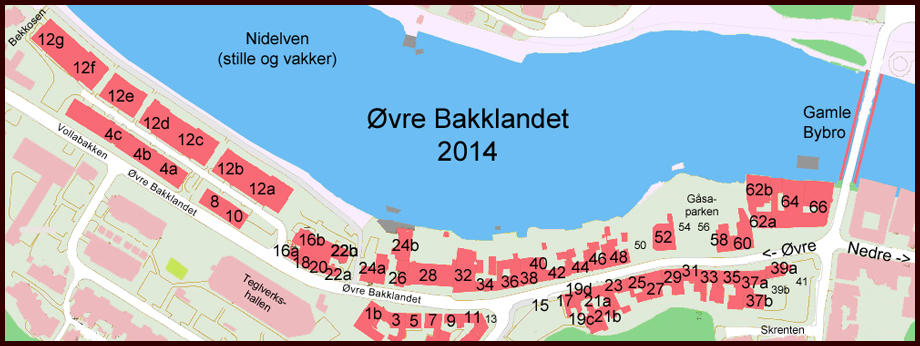 Bekkosen
12g
12f
12e
12d
12c
12b
12a
Nidelven
(stille og vakker)
Øvre Bakklandet
2014
Gamle
Bybro
Vollabakken
4c
4b
4a
Øvre Bakklandet
8
10
16a
16b
18
20
22b
22a
24a
24b
26
28
32
34
36
38
40
42
44
46
48
50
52
Gåsa-
parken
54
56
58
60
62b
62a
64
66
<- Øvre
Nedre ->
Teglverks-
hallen
Øvre Bakklandet
1b
3
5
7
9
11
13
15
17
19d
19c
21a
21b
23
25
27
29
31
33
35
37a
37b
39a
39b
41
Skrenten